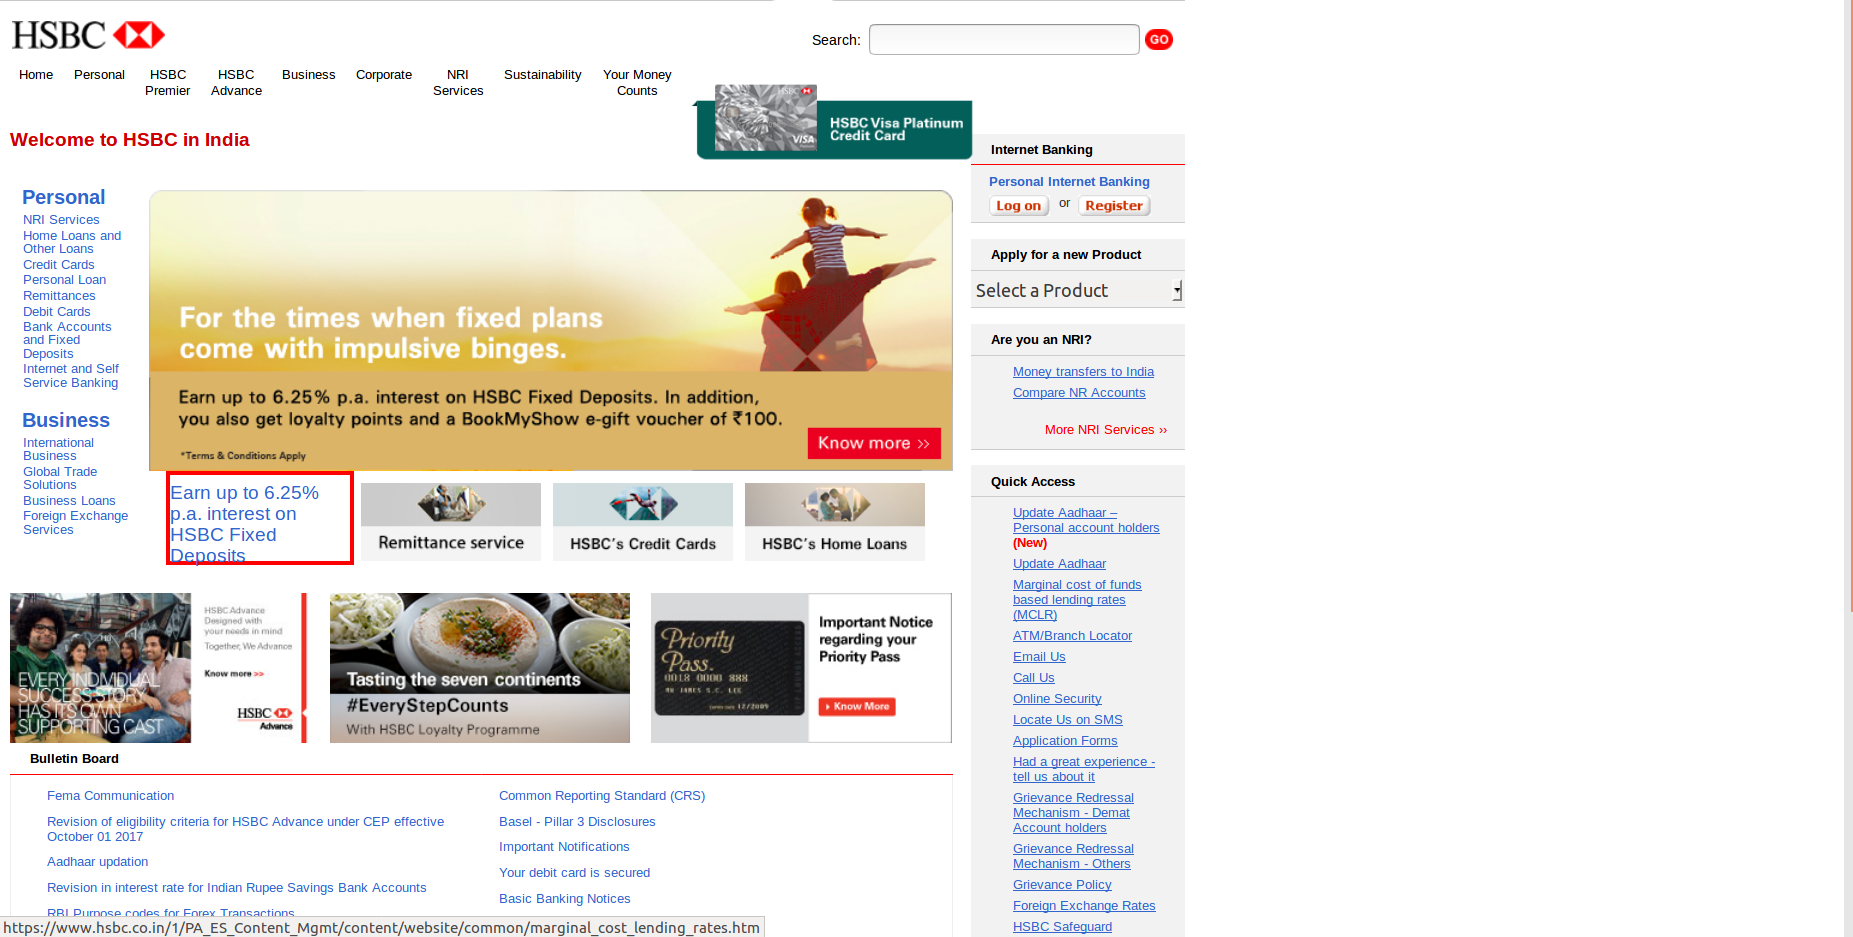 HSBC
Search:
GO
Home
Personal
HSBC
Premier
HSBC
Advance
Business
Corporate
NRI
Services
Sustainability
Your Money
Counts
HSBC
VISA
HSBC Visa Platinum
Credit Card
Welcome to HSBC in India
Personal
NRI Services
Home Loans and
Other Loans
Credit Cards
Personal Loan
Remittances
Debit Cards
Bank Accounts
and Fixed
Deposits
Internet and Self
Service Banking
Business
International
Business
Global Trade
Solutions
Business Loans
Foreign Exchange
Services
For the times when fixed plans
come with impulsive binges.
Earn up to 6.25% p.a. interest on HSBC Fixed Deposits. In addition,
you also get loyalty points and a BookMyShow e-gift voucher of ₹100.
Know more >>
*Terms & Conditions Apply
Earn up to 6.25%
p.a. interest on
HSBC Fixed
Deposits
Remittance service
HSBC's Credit Cards
HSBC's Home Loans
EVERY INDIVIDUAL
SUCCESS STORY
HAS ITS OWN
SUPPORTING CAST
HSBC Advance
Designed with
your needs in mind
Together, We Advance
Know more >>
HSBC
Advance
Tasting the seven continents
#EveryStepCounts
With HSBC Loyalty Programme
Priority
Pass.
0018 0000 888
MR JAMES S.C. LEE
12/2009
Important Notice
regarding your
Priority Pass
Know More
Bulletin Board
Fema Communication
Revision of eligibility criteria for HSBC Advance under CEP effective
October 01 2017
Aadhaar updation
Revision in interest rate for Indian Rupee Savings Bank Accounts
RBI Purpose codes for Forex Transactions
Common Reporting Standard (CRS)
Basel - Pillar 3 Disclosures
Important Notifications
Your debit card is secured
Basic Banking Notices
Internet Banking
Personal Internet Banking
Log on or Register
Apply for a new Product
Select a Product
Are you an NRI?
Money transfers to India
Compare NR Accounts
More NRI Services ››
Quick Access
Update Aadhaar –
Personal account holders
(New)
Update Aadhaar
Marginal cost of funds
based lending rates
(MCLR)
ATM/Branch Locator
Email Us
Call Us
Online Security
Locate Us on SMS
Application Forms
Had a great experience -
tell us about it
Grievance Redressal
Mechanism - Demat
Account holders
Grievance Redressal
Mechanism - Others
Grievance Policy
Foreign Exchange Rates
HSBC Safeguard
https://www.hsbc.co.in/1/PA_ES_Content_Mgmt/content/website/common/marginal_cost_lending_rates.htm